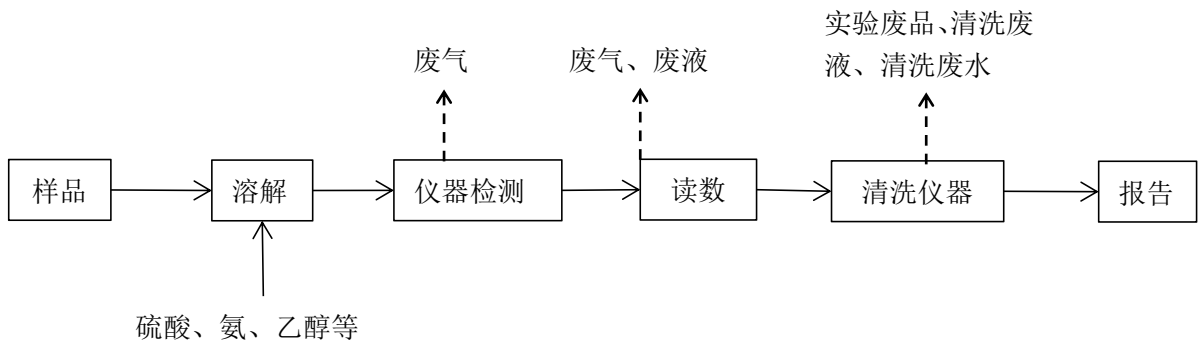 实验废品、清洗废
液、清洗废水
废气
废气、废液
样品
溶解
仪器检测
读数
清洗仪器
报告
硫酸、氨、乙醇等